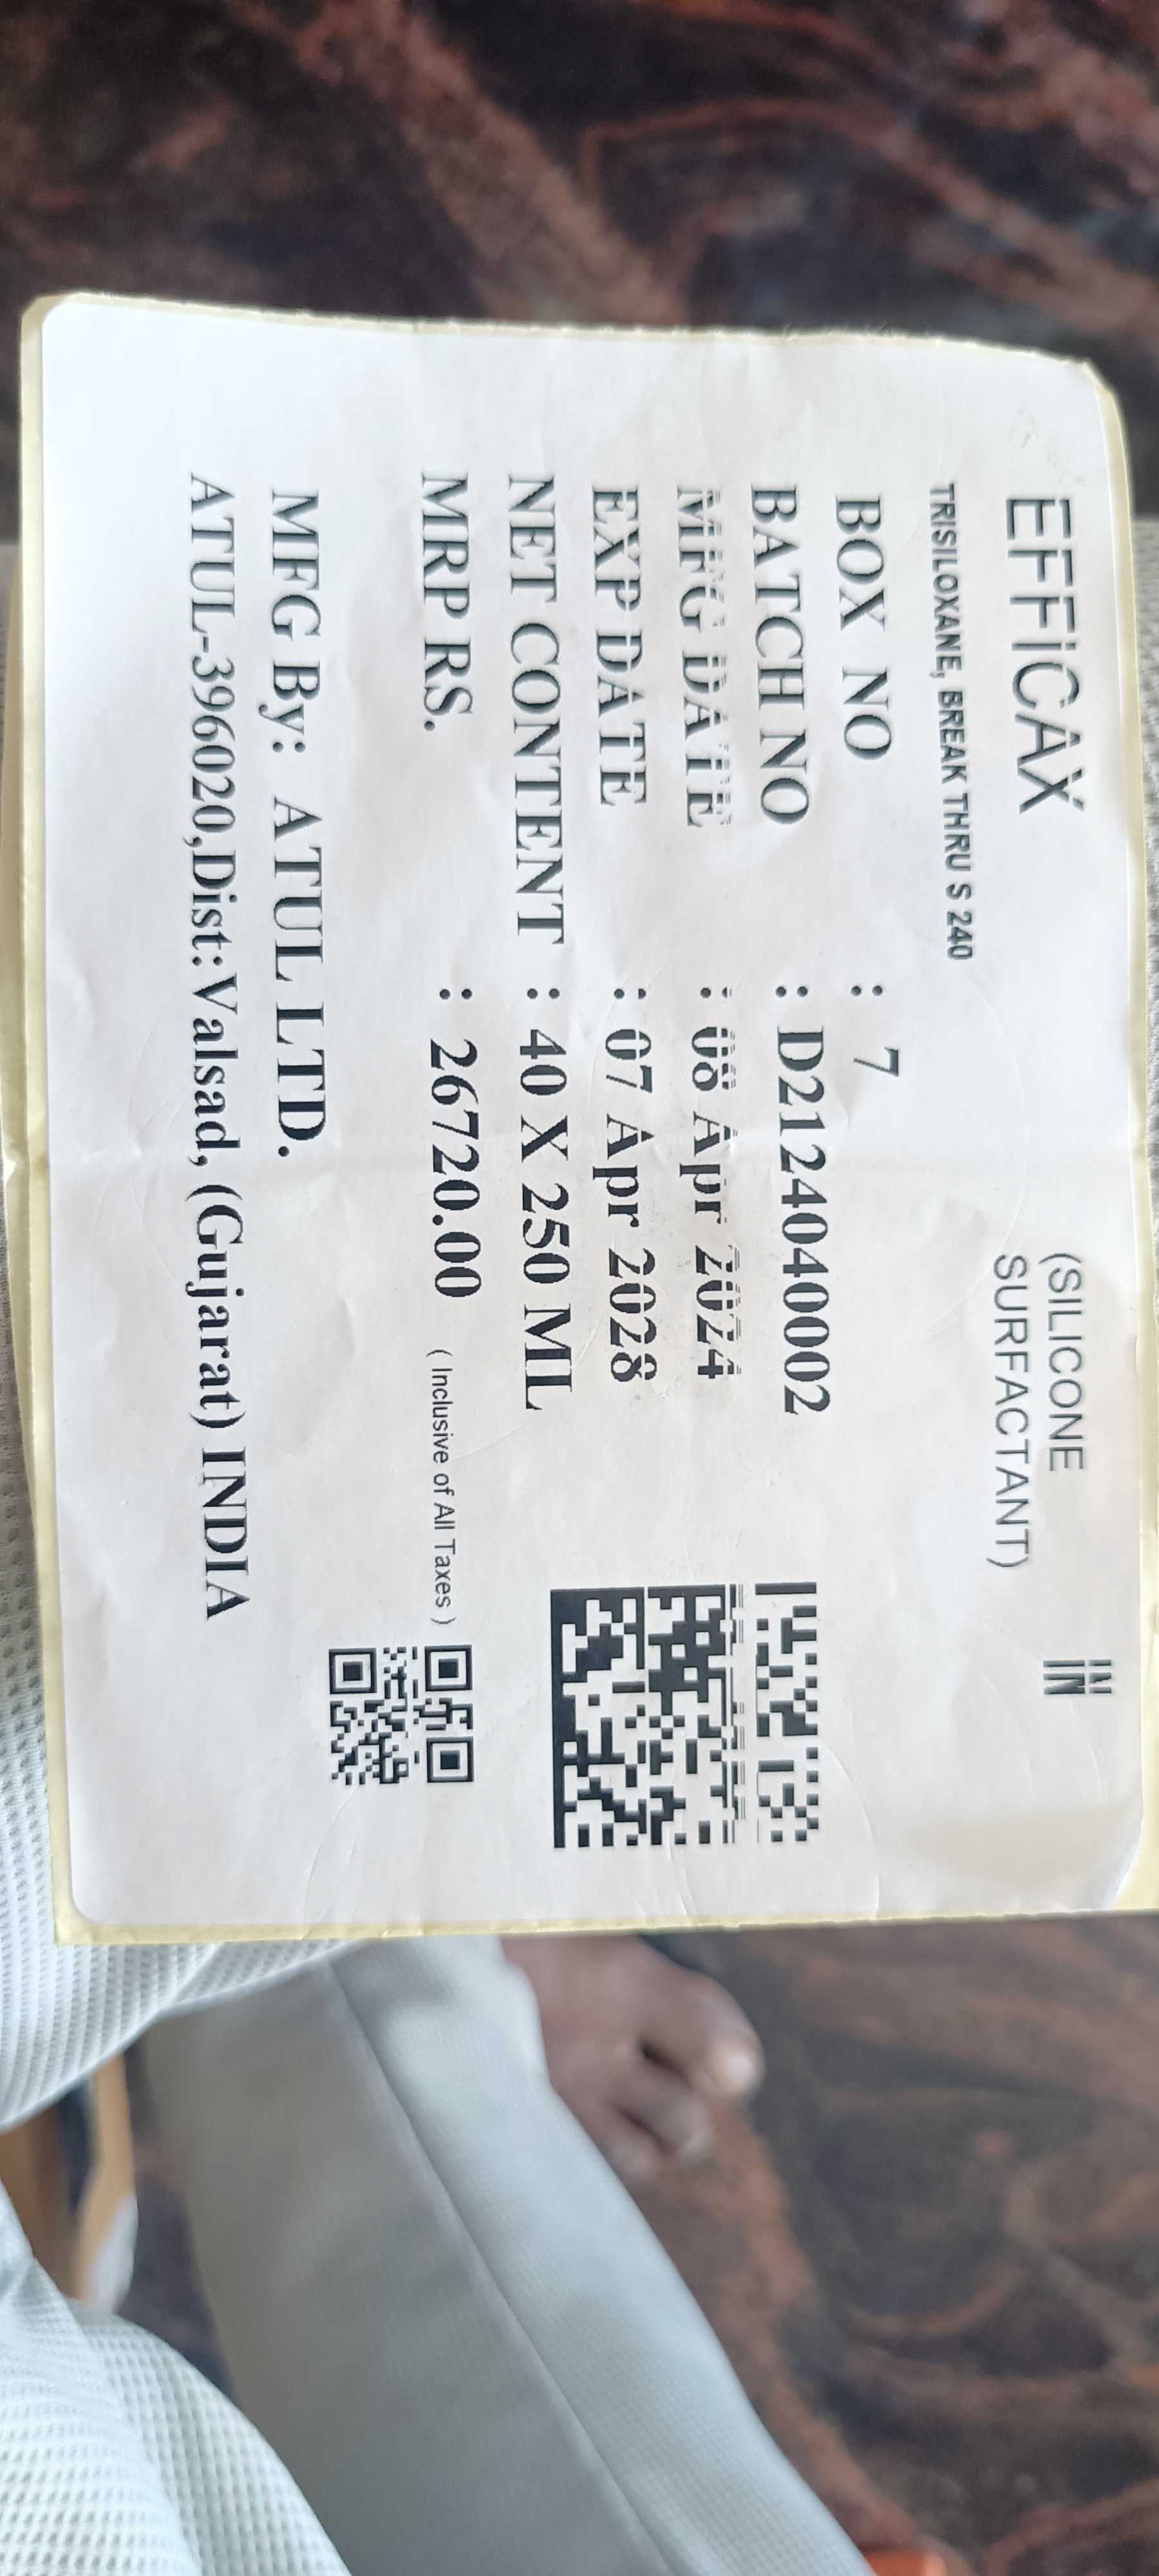 EFFICAX (SILICONE SURFACTANT) IN
TRISILOXANE, BREAK THRU S 240
BOX NO : 7
BATCH NO : D212404002
MFG DATE : 08 Apr 2024
EXP DATE : 07 Apr 2028
NET CONTENT : 40 X 250 ML
MRP RS. : 26720.00 ( Inclusive of All Taxes )
MFG By: ATUL LTD.
ATUL-396020,Dist:Valsad, (Gujarat) INDIA